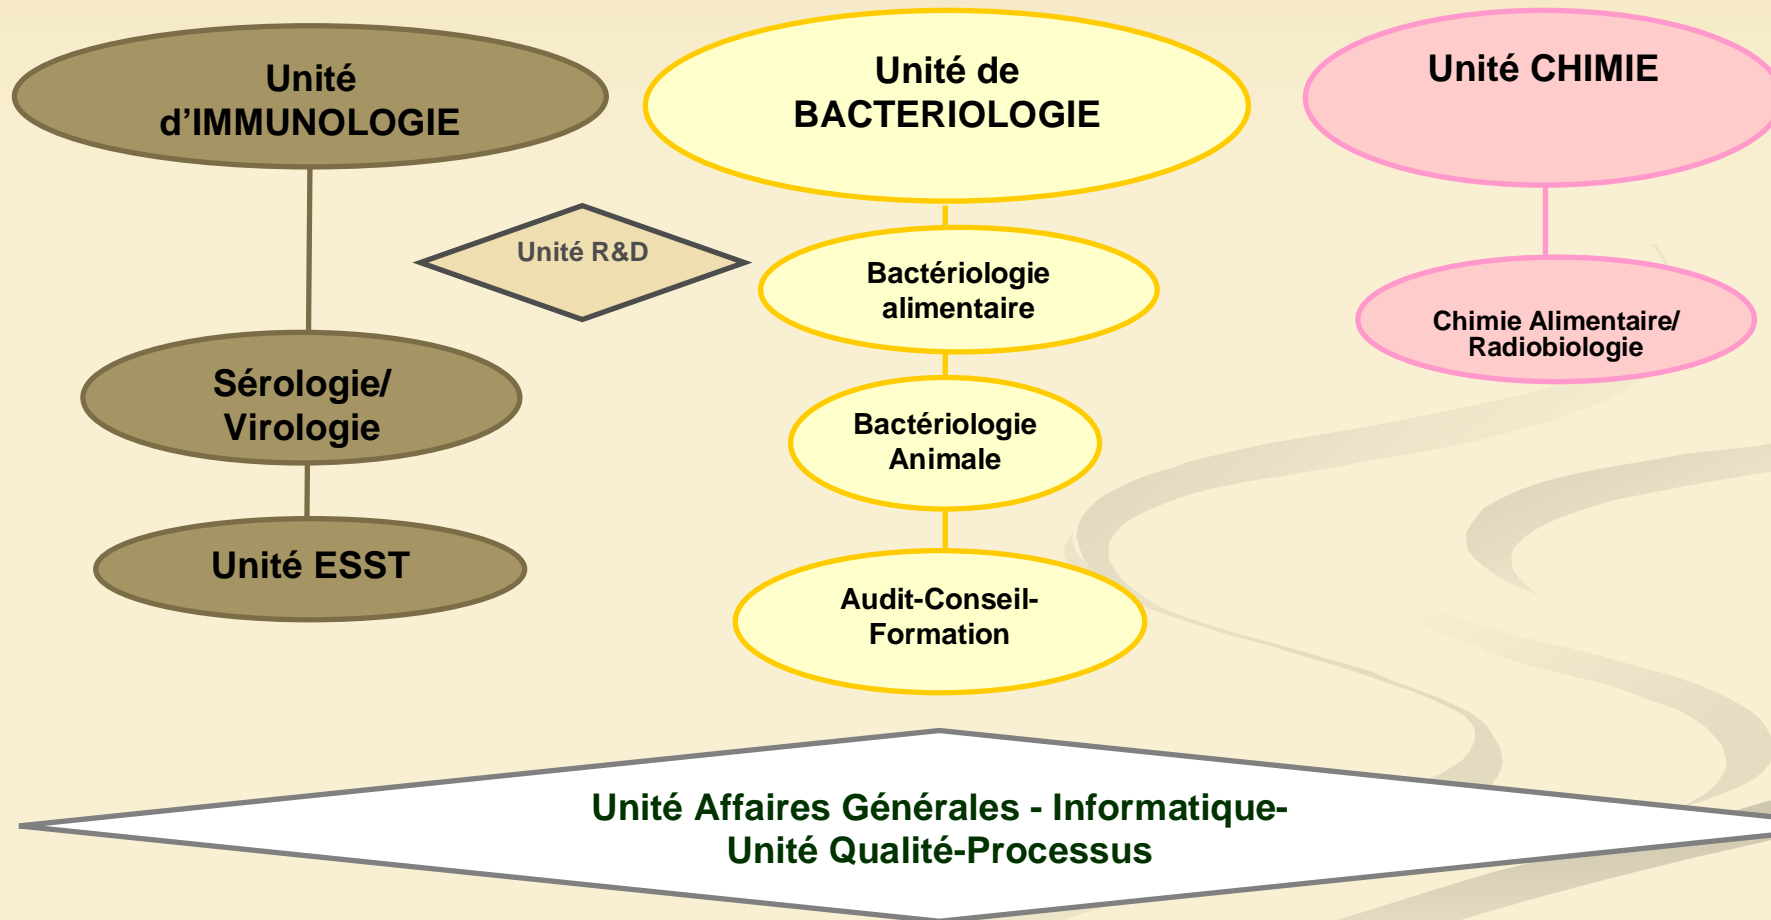 Unité
d’IMMUNOLOGIE
Unité de
BACTERIOLOGIE
Unité CHIMIE
Unité R&D
Bactériologie
alimentaire
Chimie Alimentaire/
Radiobiologie
Sérologie/
Virologie
Bactériologie
Animale
Unité ESST
Audit-Conseil-
Formation
Unité Affaires Générales - Informatique-
Unité Qualité-Processus